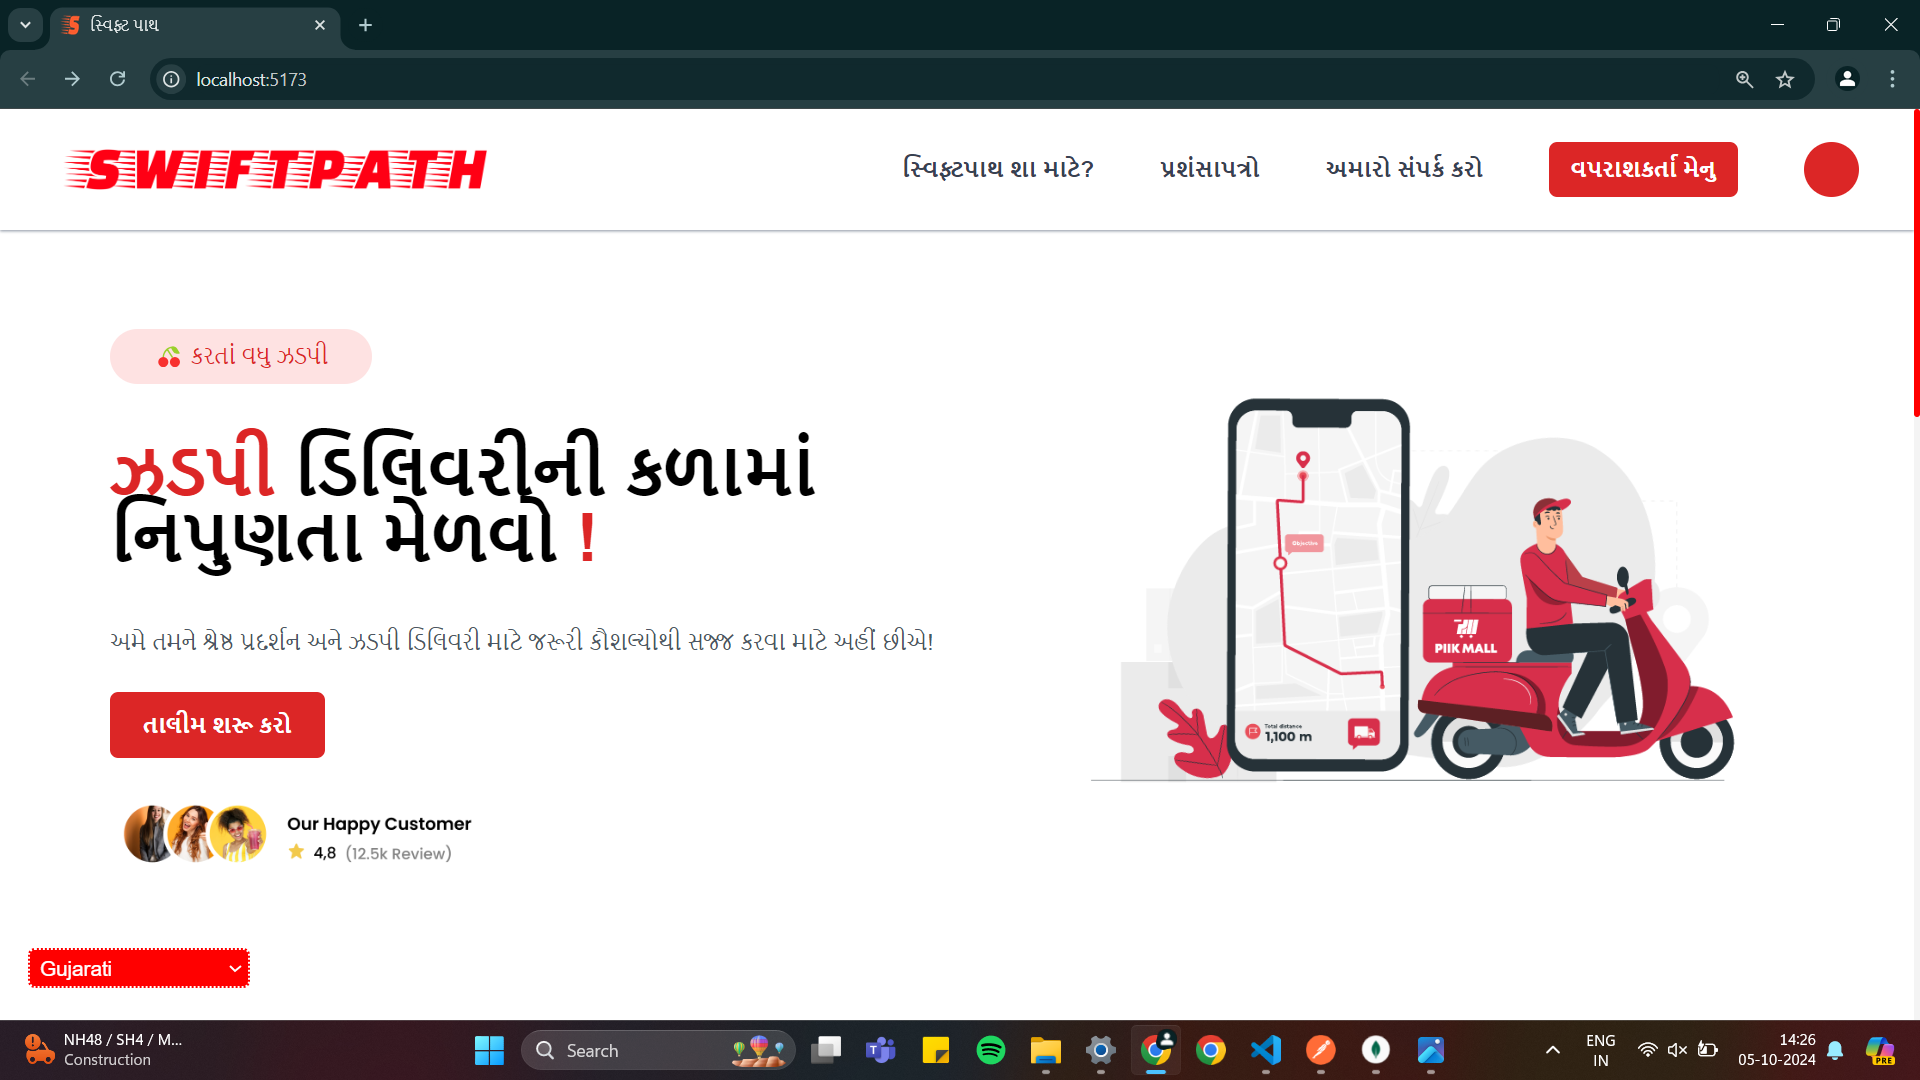 સ્વિફ્ટ પાથ
localhost:5173
SWIFTPATH
સ્વિફ્ટપાથ શા માટે?
પ્રશંસાપત્રો
અમારો સંપર્ક કરો
વપરાશકર્તા મેનુ
કરતાં વધુ ઝડપી
ઝડપી ડિલિવરીની કળામાં
નિપુણતા મેળવો !
અમે તમને શ્રેષ્ઠ પ્રદર્શન અને ઝડપી ડિલિવરી માટે જરૂરી કૌશલ્યોથી સજ્જ કરવા માટે અહીં છીએ!
તાલીમ શરૂ કરો
Our Happy Customer
4,8 (12.5k Review)
Objective
Total distance
1,100 m
PIIK MALL
Gujarati
NH48 / SH4 / M...
Construction
Search
ENG
IN
14:26
05-10-2024
PRE